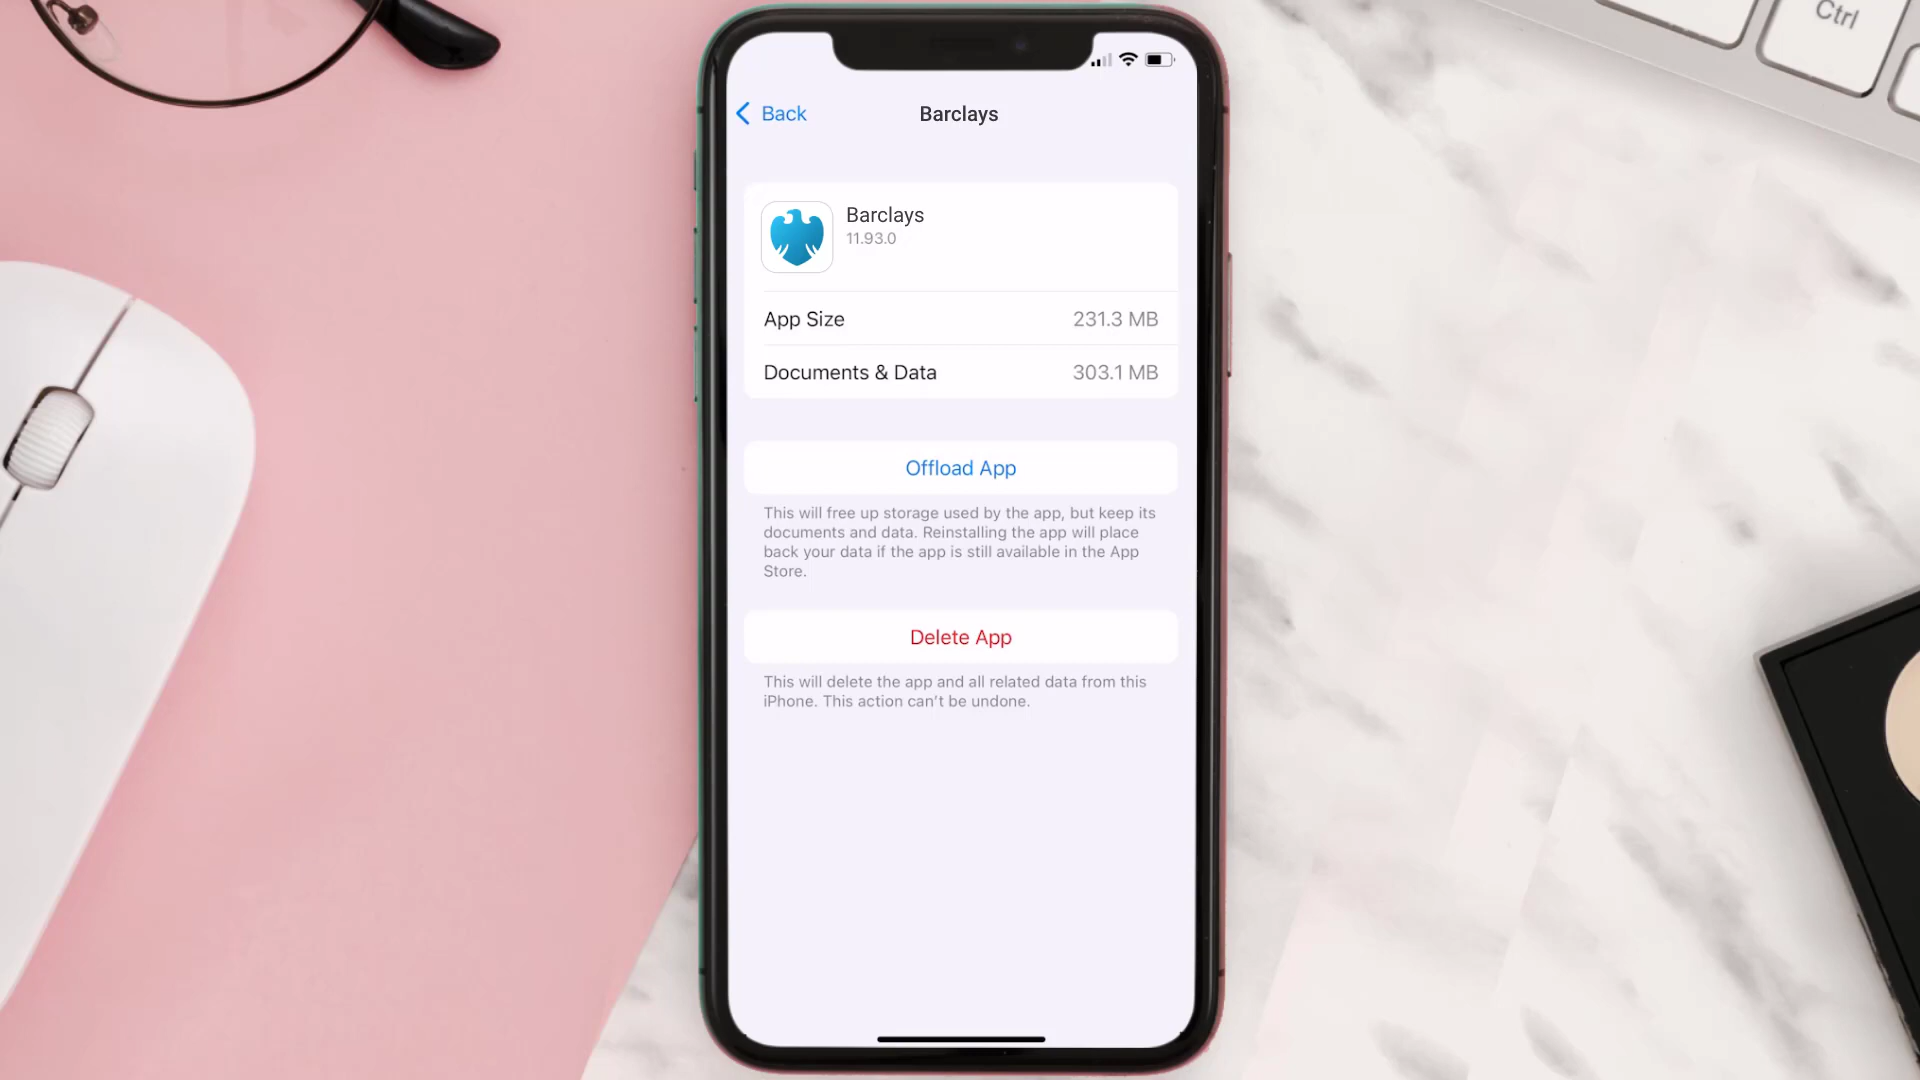 Ctrl
Back
Barclays
Barclays
11.93.0
App Size 231.3 MB
Documents & Data 303.1 MB
Offload App
This will free up storage used by the app, but keep its
documents and data. Reinstalling the app will place
back your data if the app is still available in the App
Store.
Delete App
This will delete the app and all related data from this
iPhone. This action can't be undone.